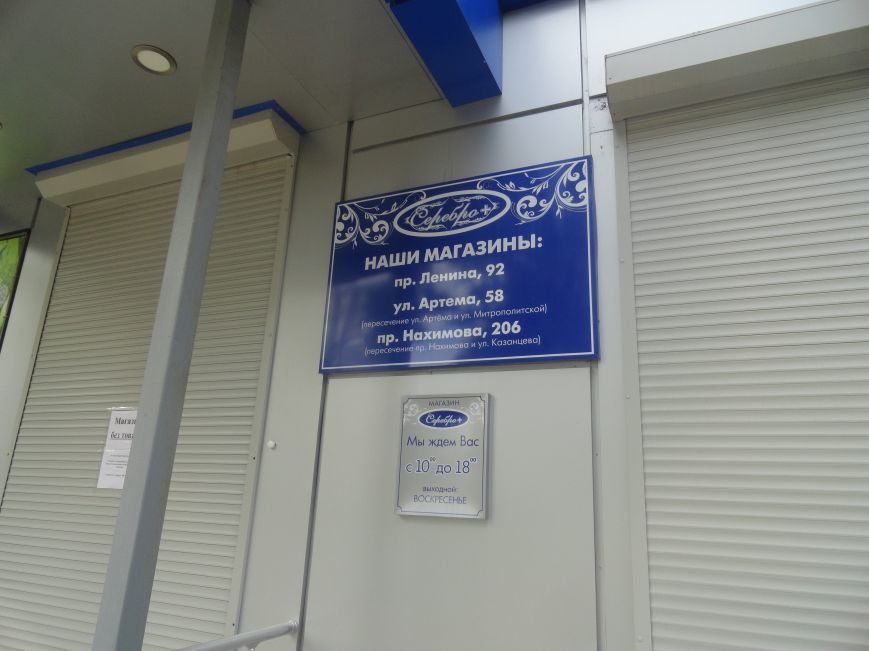 Серебро+
НАШИ МАГАЗИНЫ:
пр. Ленина, 92
ул. Артема, 58
(пересечение ул. Артёма и ул. Митрополитской)
пр. Нахимова, 206
(пересечение пр. Нахимова и ул. Казанцева)
МАГАЗИН
Серебро+
Мы ждем Вас
с 10⁰⁰ до 18⁰⁰
выходной:
ВОСКРЕСЕНЬЕ
без